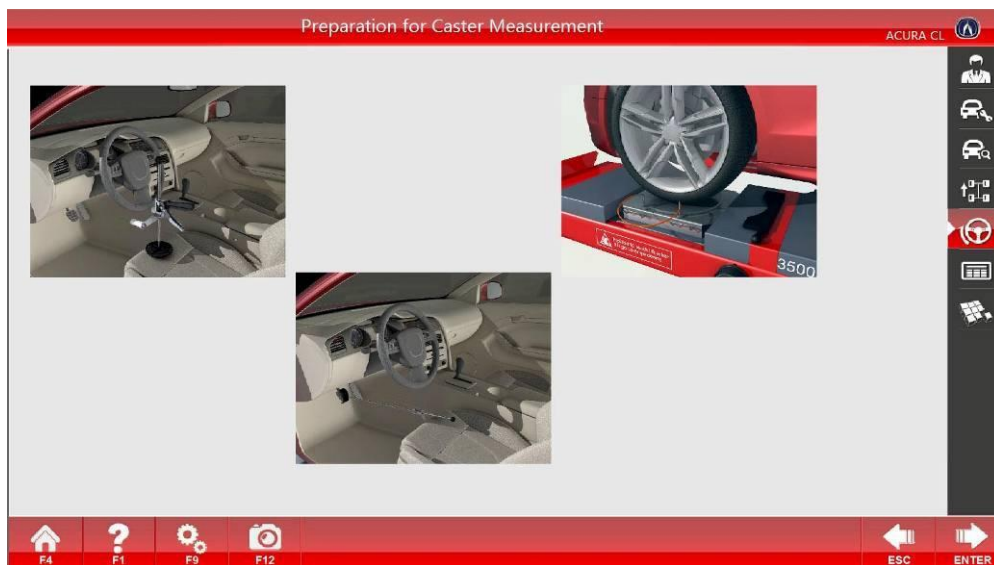 Preparation for Caster Measurement
ACURA CL
3500
F4
F1
F9
F12
ESC
ENTER